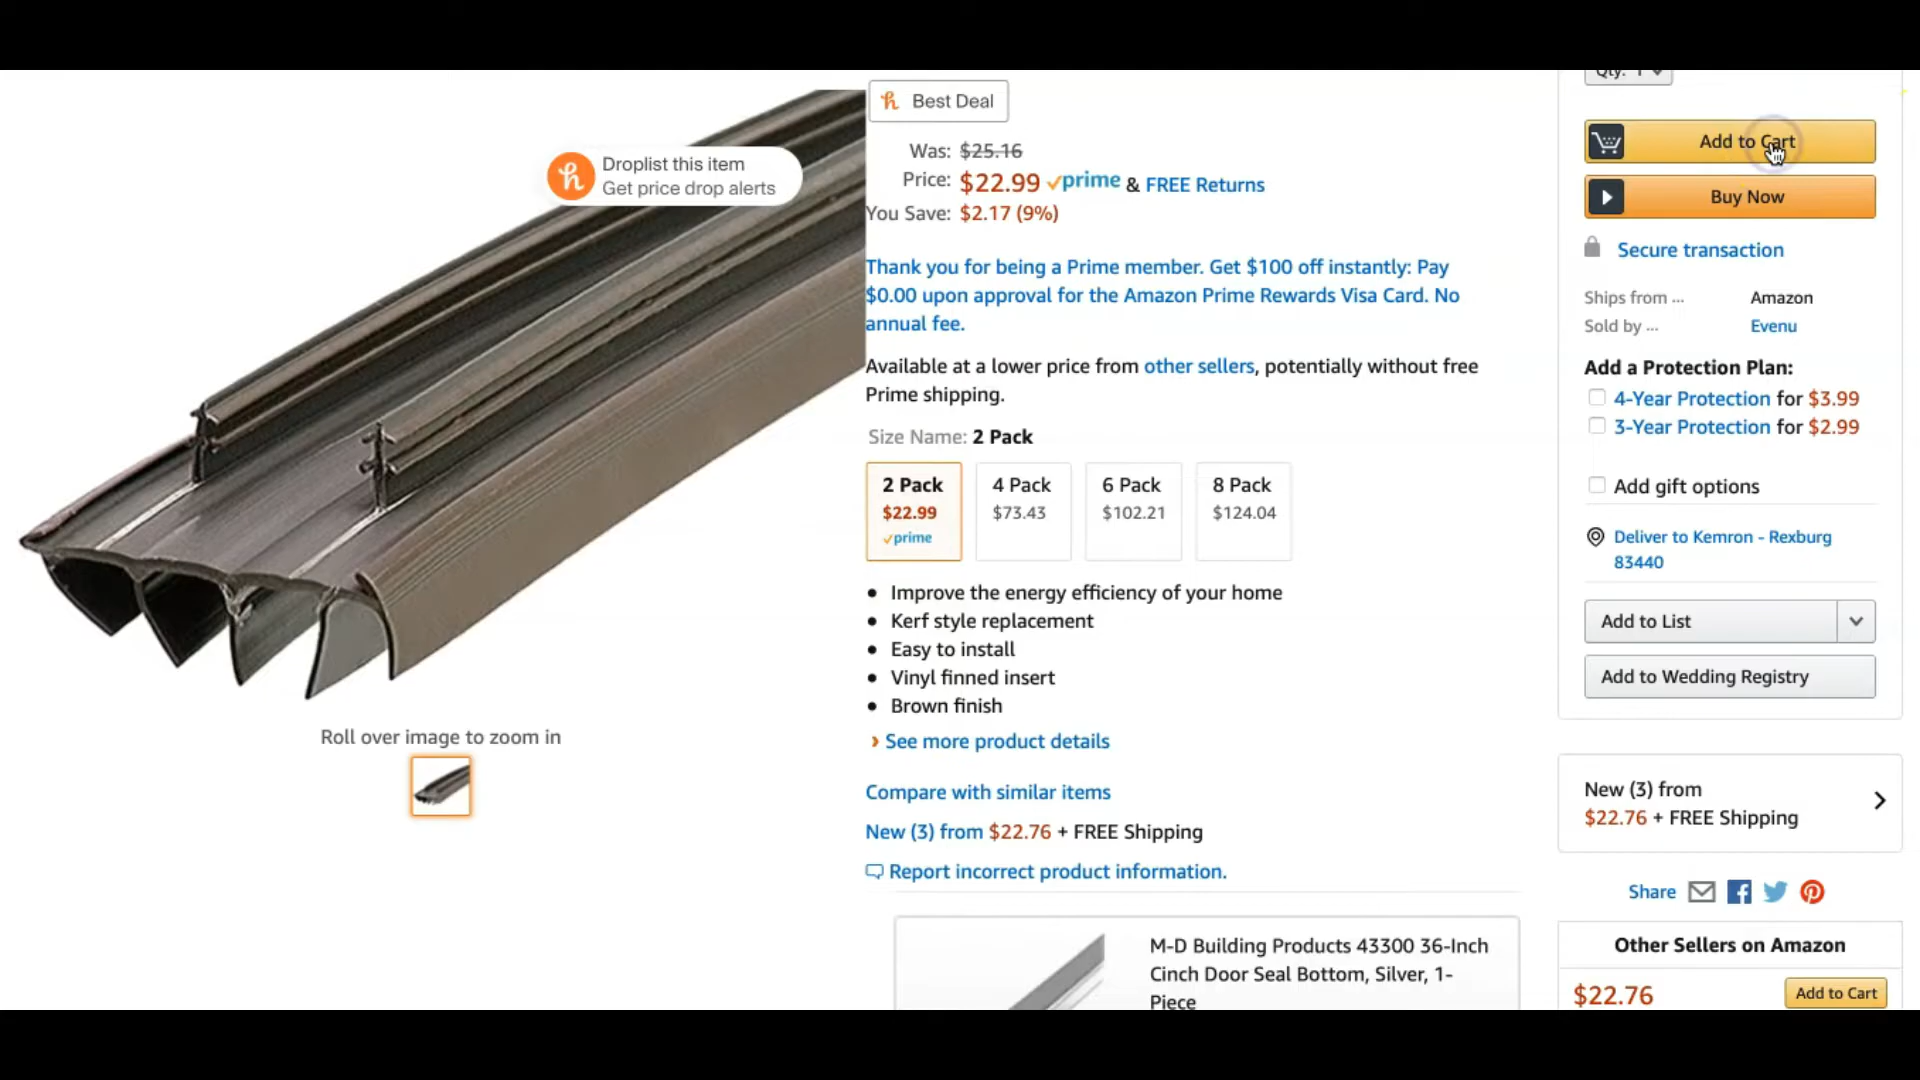 Droplist this item
Get price drop alerts
Roll over image to zoom in
Best Deal
Was: $25.16
Price: $22.99 prime & FREE Returns
You Save: $2.17 (9%)
Thank you for being a Prime member. Get $100 off instantly: Pay
$0.00 upon approval for the Amazon Prime Rewards Visa Card. No
annual fee.
Available at a lower price from other sellers, potentially without free
Prime shipping.
Size Name: 2 Pack
2 Pack
$22.99
prime
4 Pack
$73.43
6 Pack
$102.21
8 Pack
$124.04
Improve the energy efficiency of your home
Kerf style replacement
Easy to install
Vinyl finned insert
Brown finish
› See more product details
Compare with similar items
New (3) from $22.76 + FREE Shipping
Report incorrect product information.
M-D Building Products 43300 36-Inch
Cinch Door Seal Bottom, Silver, 1-
Piece
Qty: 1
Add to Cart
Buy Now
Secure transaction
Ships from ... Amazon
Sold by ... Evenu
Add a Protection Plan:
4-Year Protection for $3.99
3-Year Protection for $2.99
Add gift options
Deliver to Kemron - Rexburg
83440
Add to List
Add to Wedding Registry
New (3) from
$22.76 + FREE Shipping
Share
Other Sellers on Amazon
$22.76 Add to Cart